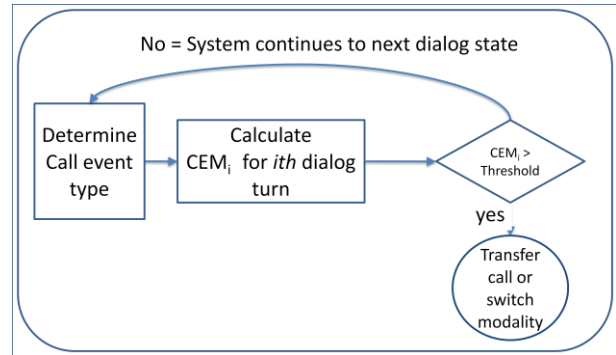 No = System continues to next dialog state
Determine
Call event
type
Calculate
CEMi for ith dialog
turn
CEMi >
Threshold
yes
Transfer
call or
switch
modality